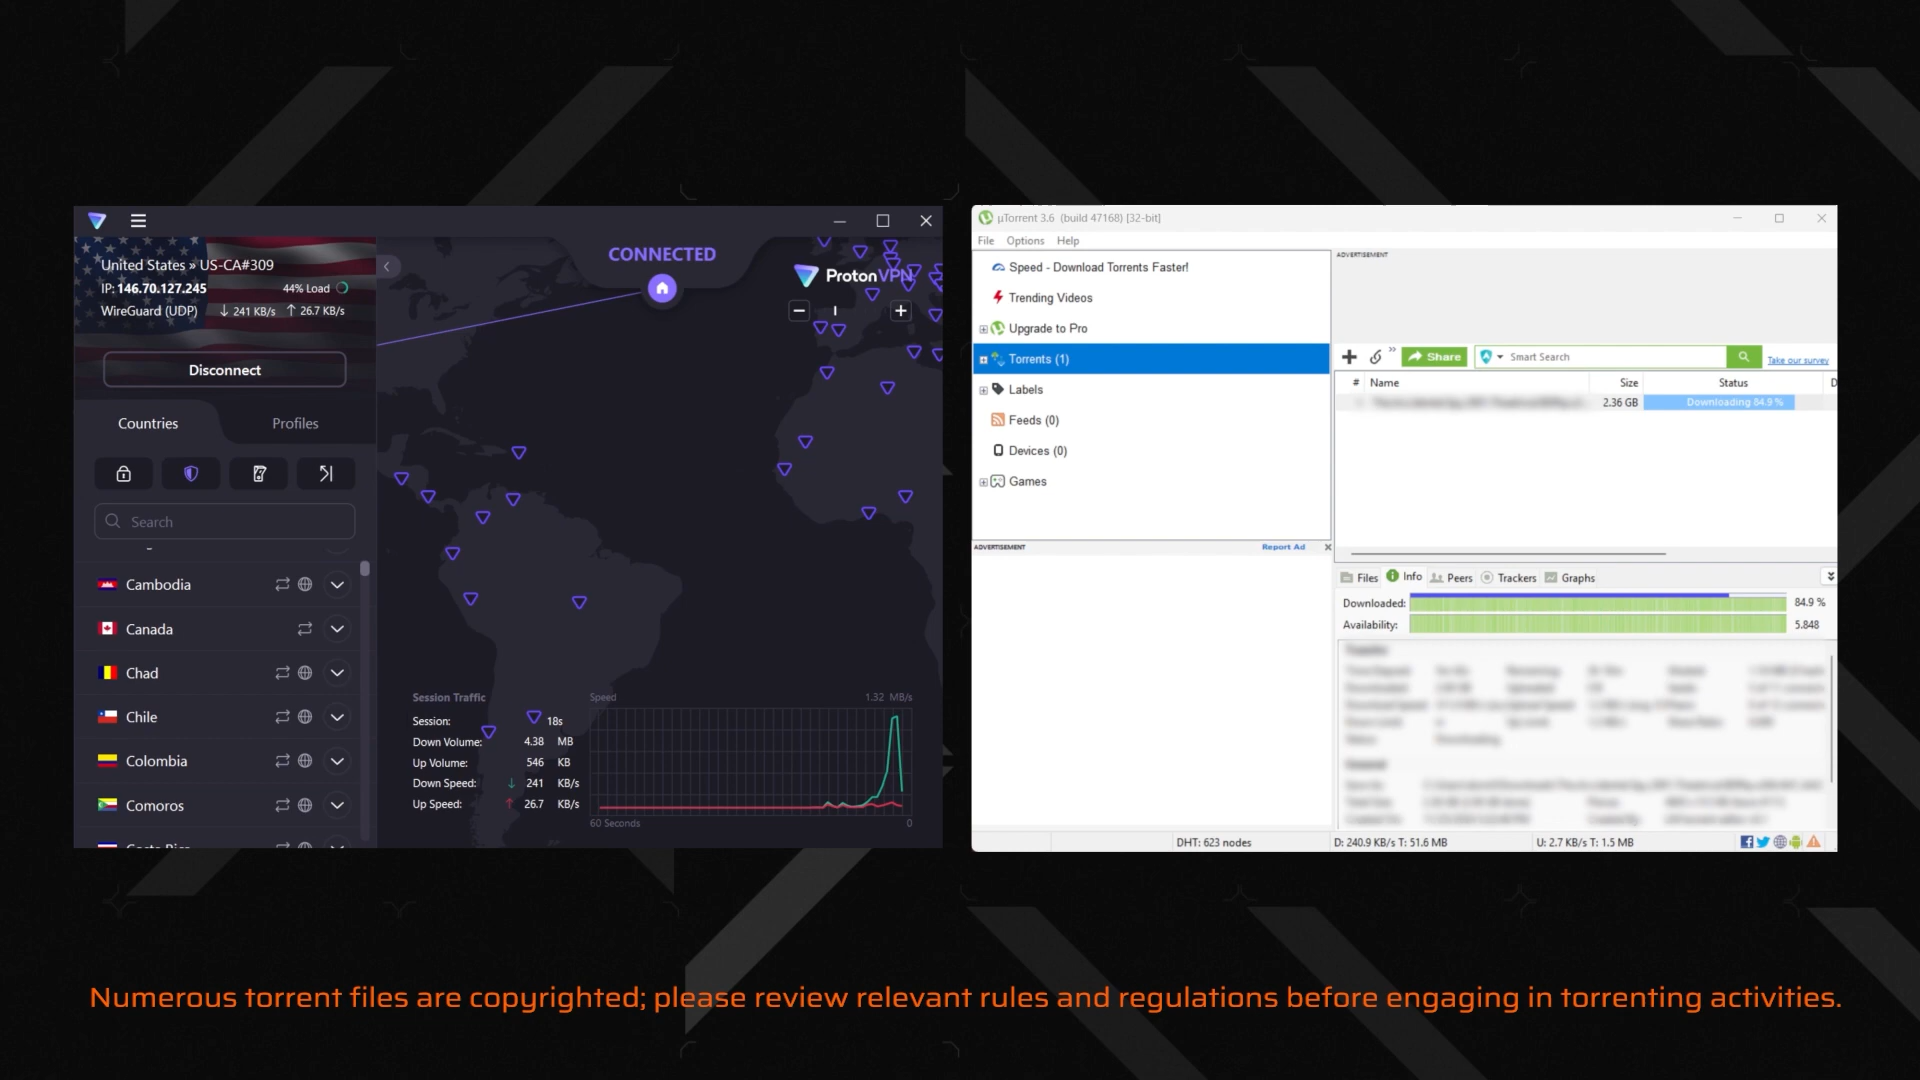 United States » US-CA#309
IP: 146.70.127.245 44% Load
WireGuard (UDP) ↓ 241 KB/s ↑ 26.7 KB/s
Disconnect
Countries Profiles
Search
Cambodia
Canada
Chad
Chile
Colombia
Comoros
Costa Rica
CONNECTED
ProtonVPN
Session Traffic
Session: 18s
Down Volume: 4.38 MB
Up Volume: 546 KB
Down Speed: ↓ 241 KB/s
Up Speed: ↑ 26.7 KB/s
Speed 1.32 MB/s
60 Seconds 0
µTorrent 3.6 (build 47168) [32-bit]
File Options Help
Speed - Download Torrents Faster!
Trending Videos
Upgrade to Pro
Torrents (1)
Labels
Feeds (0)
Devices (0)
Games
ADVERTISEMENT Report Ad
ADVERTISEMENT
Share Smart Search Take our survey
# Name Size Status D
2.36 GB Downloading 84.9 %
Files Info Peers Trackers Graphs
Downloaded: 84.9 %
Availability: 5.848
DHT: 623 nodes D: 240.9 KB/s T: 51.6 MB U: 2.7 KB/s T: 1.5 MB
Numerous torrent files are copyrighted; please review relevant rules and regulations before engaging in torrenting activities.